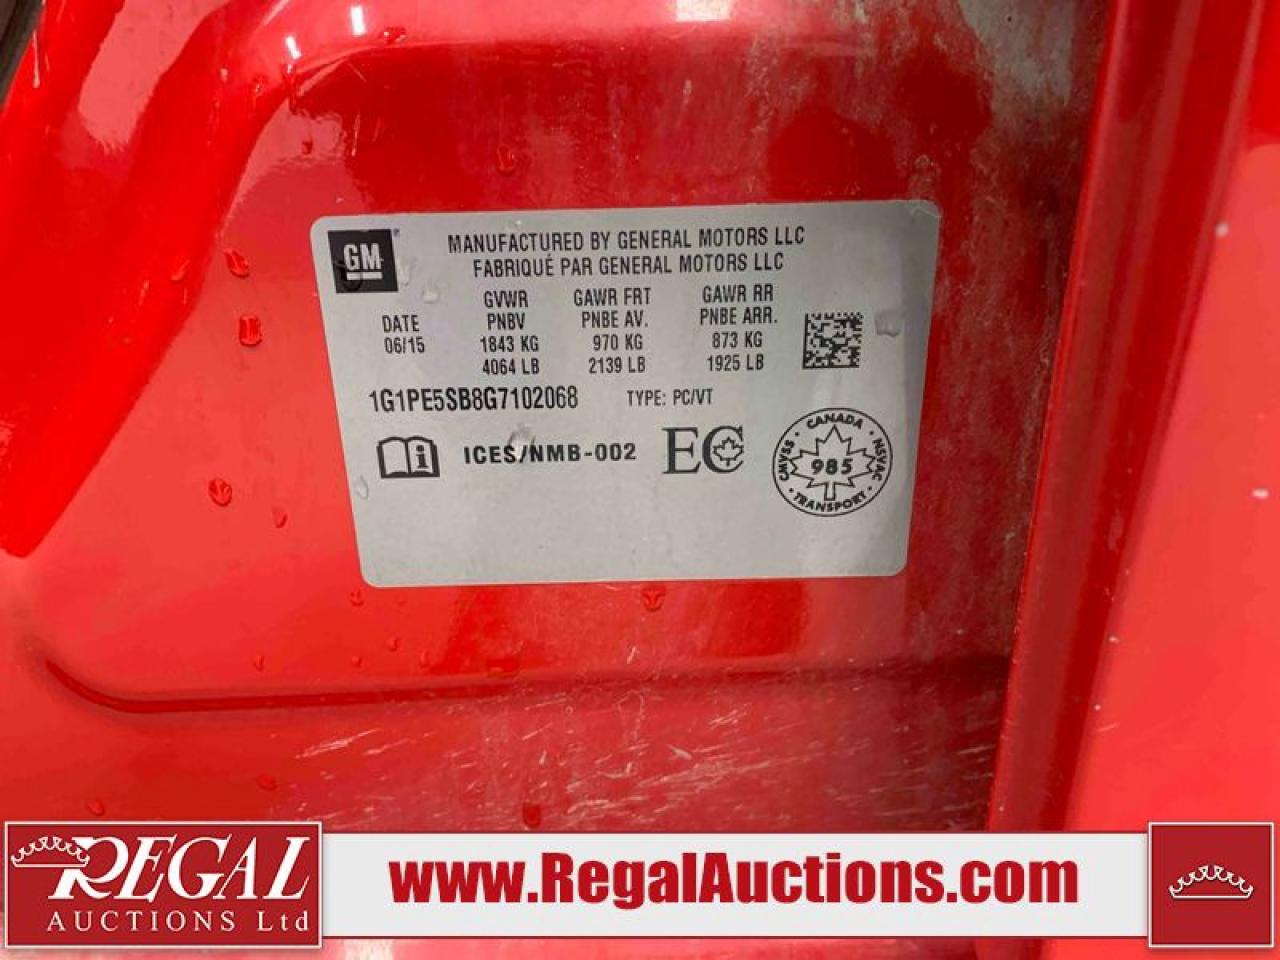 GM
MANUFACTURED BY GENERAL MOTORS LLC
FABRIQUÉ PAR GENERAL MOTORS LLC
DATE
06/15
GVWR
PNBV
1843 KG
4064 LB
GAWR FRT
PNBE AV.
970 KG
2139 LB
GAWR RR
PNBE ARR.
873 KG
1925 LB
1G1PE5SB8G7102068 TYPE: PC/VT
i ICES/NMB-002 EC
CANADA
CMVSS
985
NSVAC
TRANSPORT
REGAL
AUCTIONS Ltd
www.RegalAuctions.com